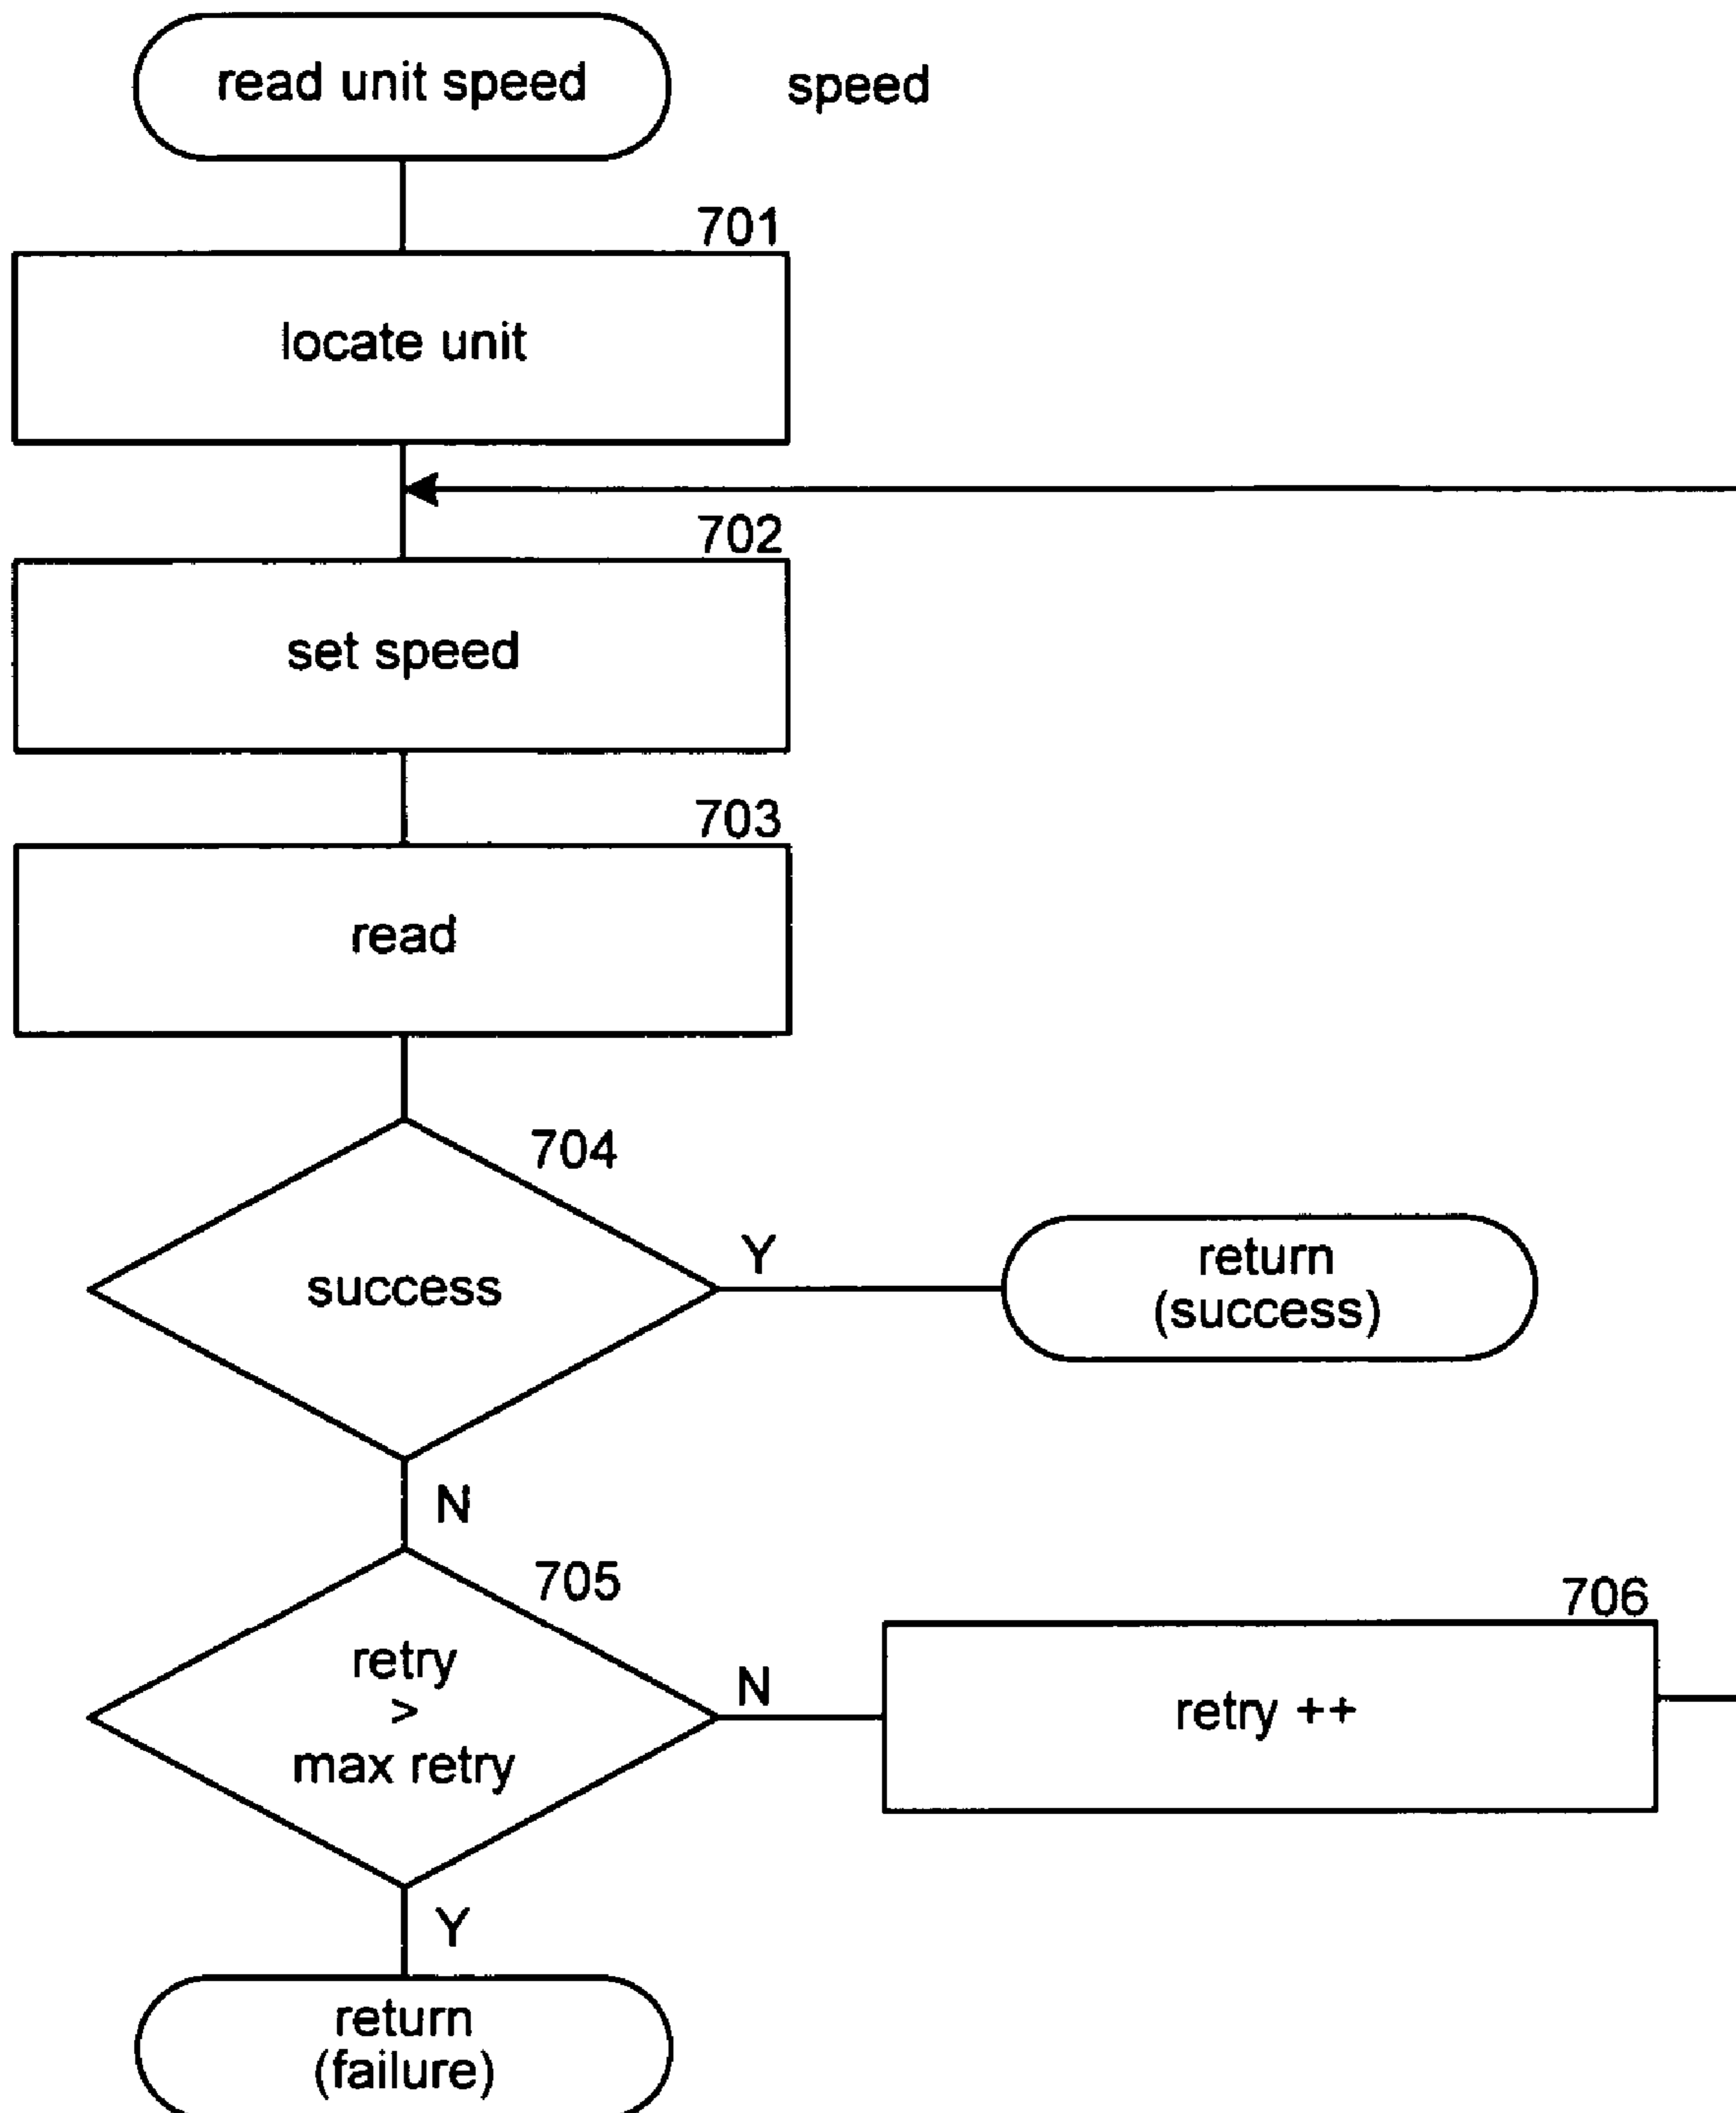 read unit speed
speed
701
locate unit
702
set speed
703
read
704
success
Y
return
(success)
N
705
retry
>
max retry
N
706
retry ++
Y
return
(failure)